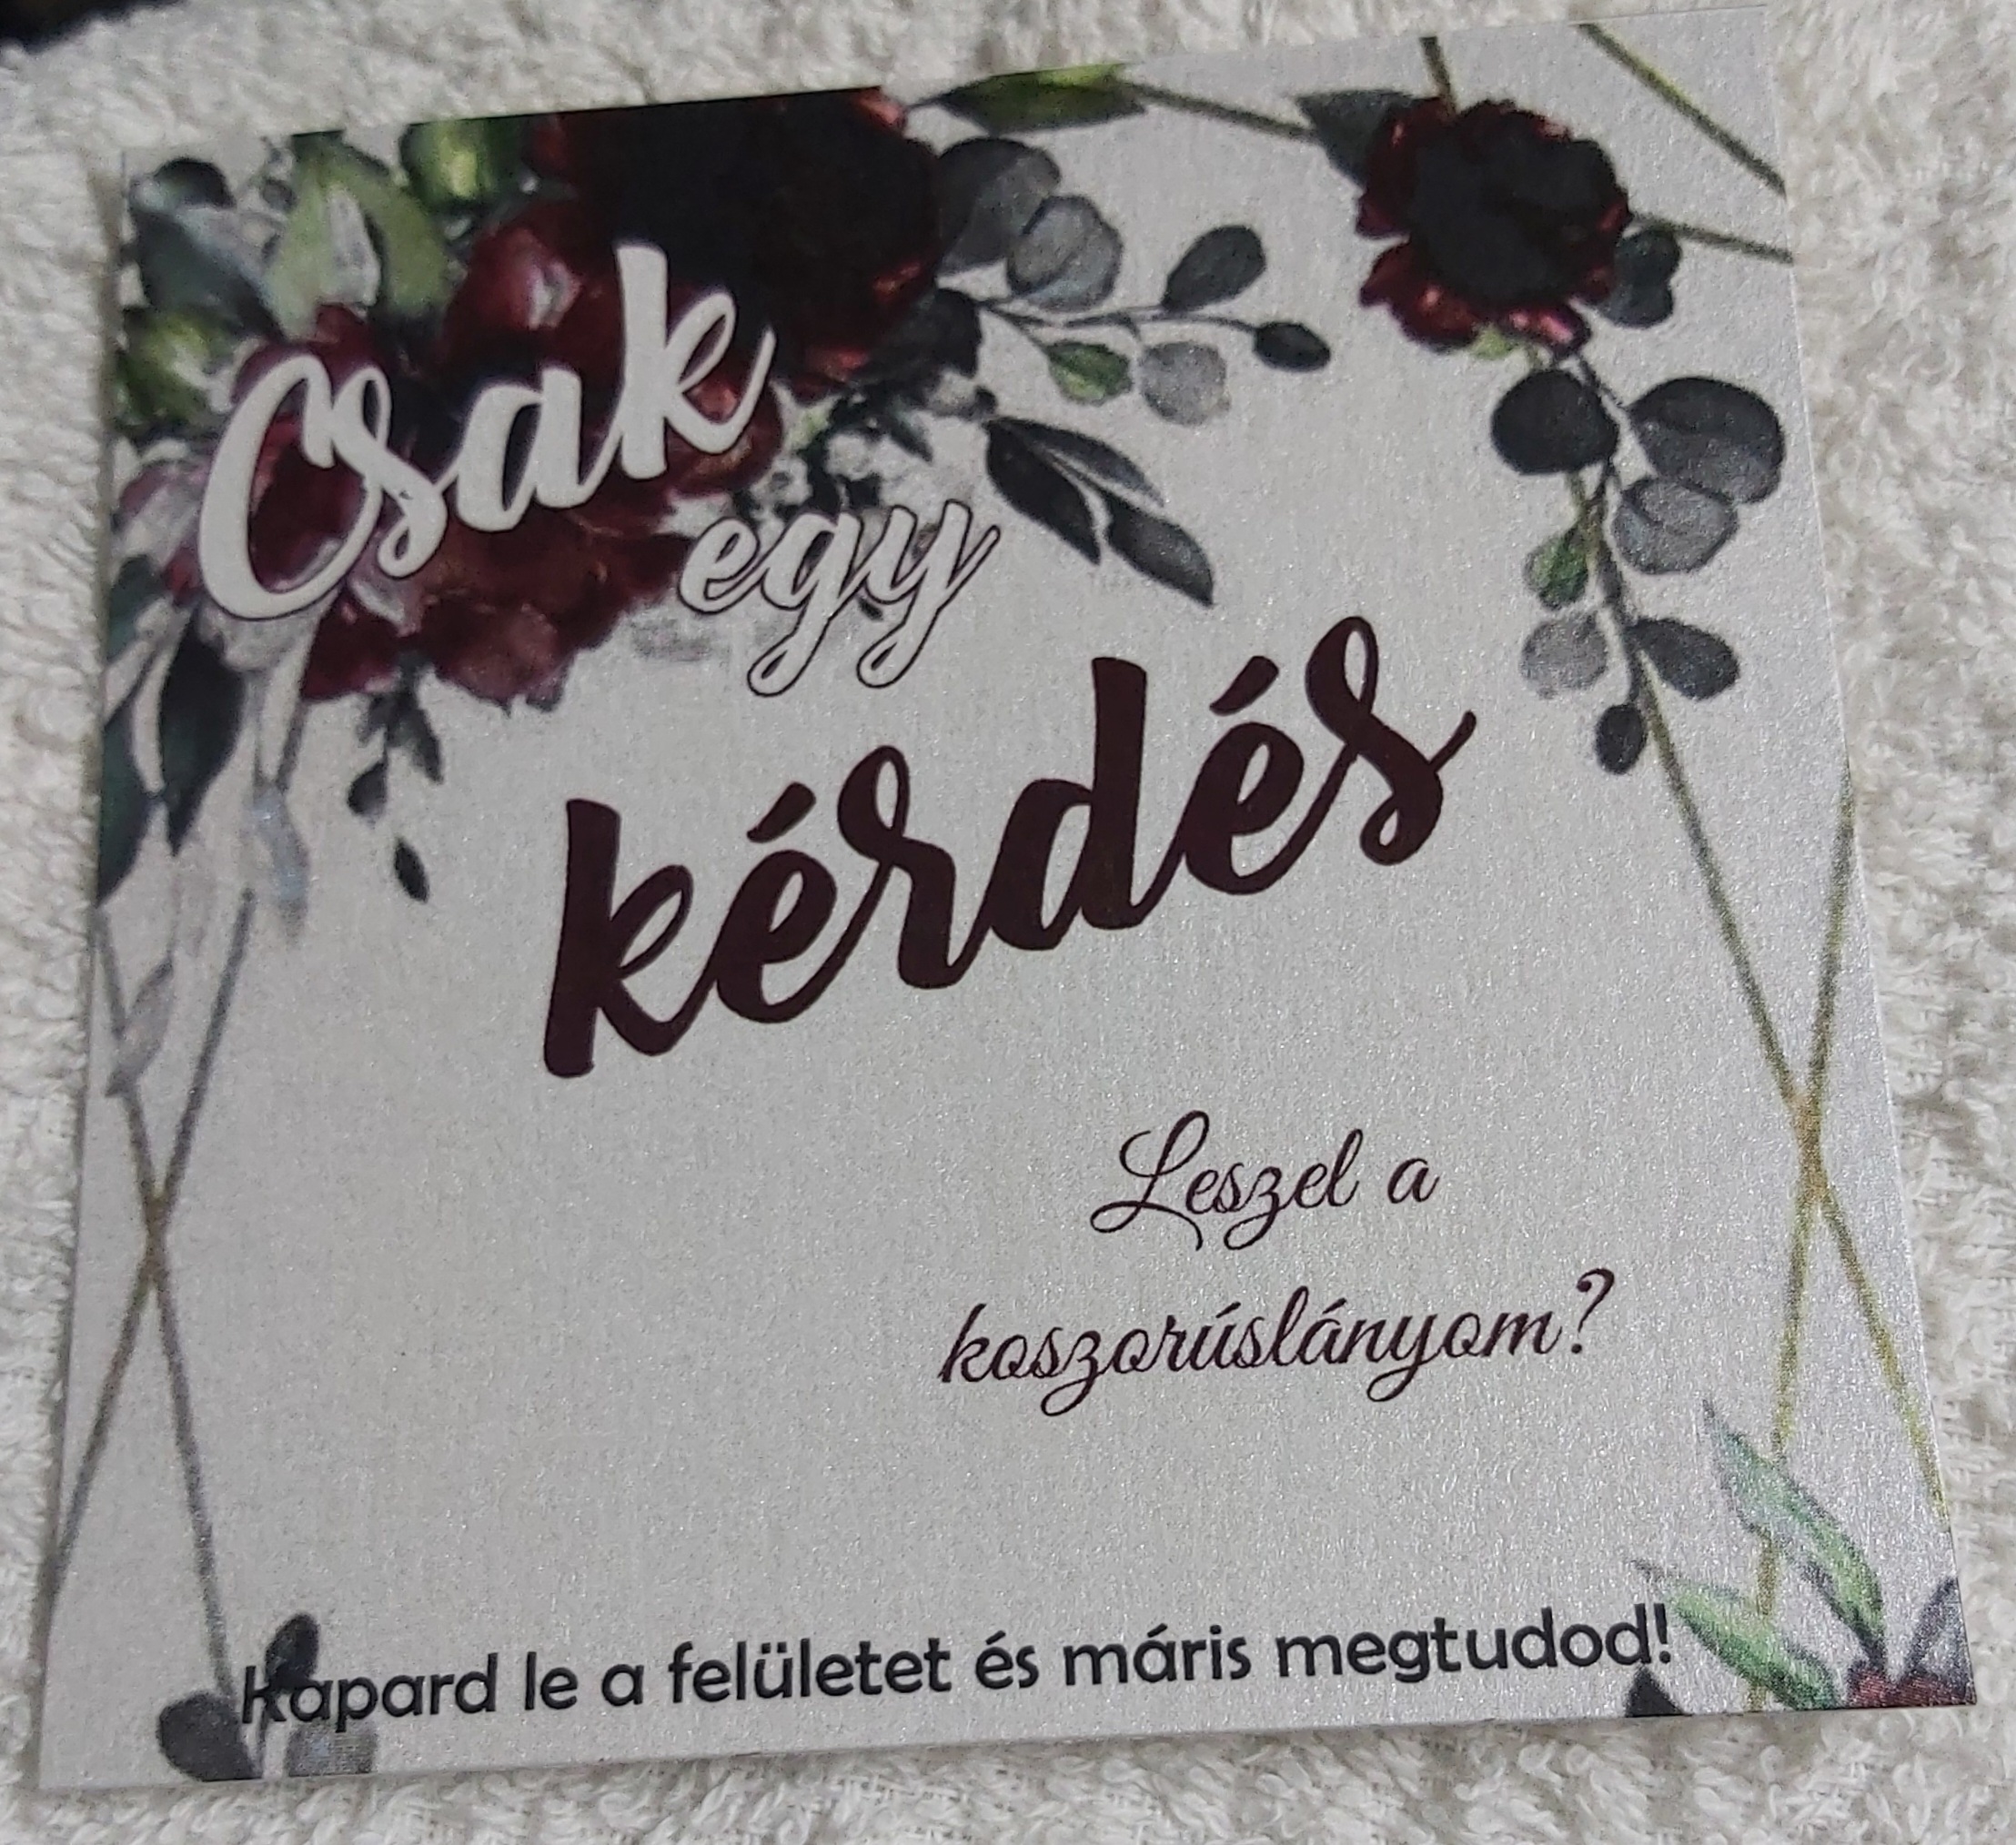 Csak
egy
kérdés
Leszel a
koszorúslányom?
Kapard le a felületet és máris megtudod!